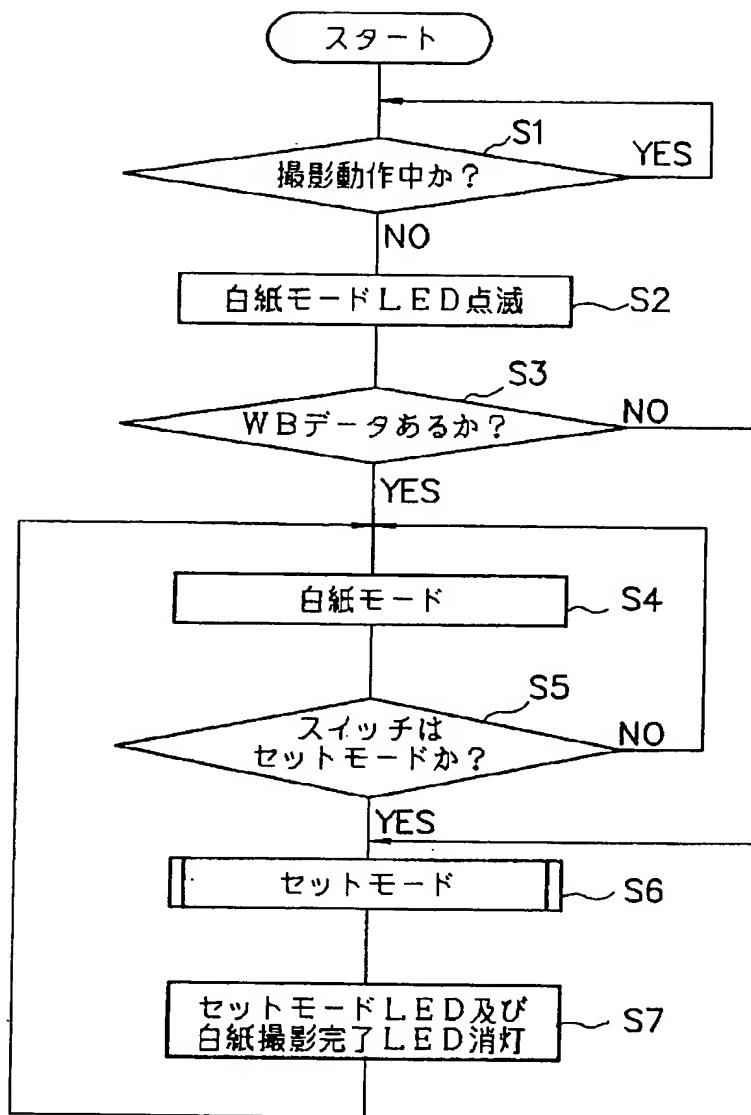 スタート
S1
YES
撮影動作中か？
NO
白紙モードＬＥＤ点滅
S2
S3
NO
ＷＢデータあるか？
YES
白紙モード
S4
S5
スイッチは
セットモードか？
NO
YES
セットモード
S6
セットモードＬＥＤ及び
白紙撮影完了ＬＥＤ消灯
S7